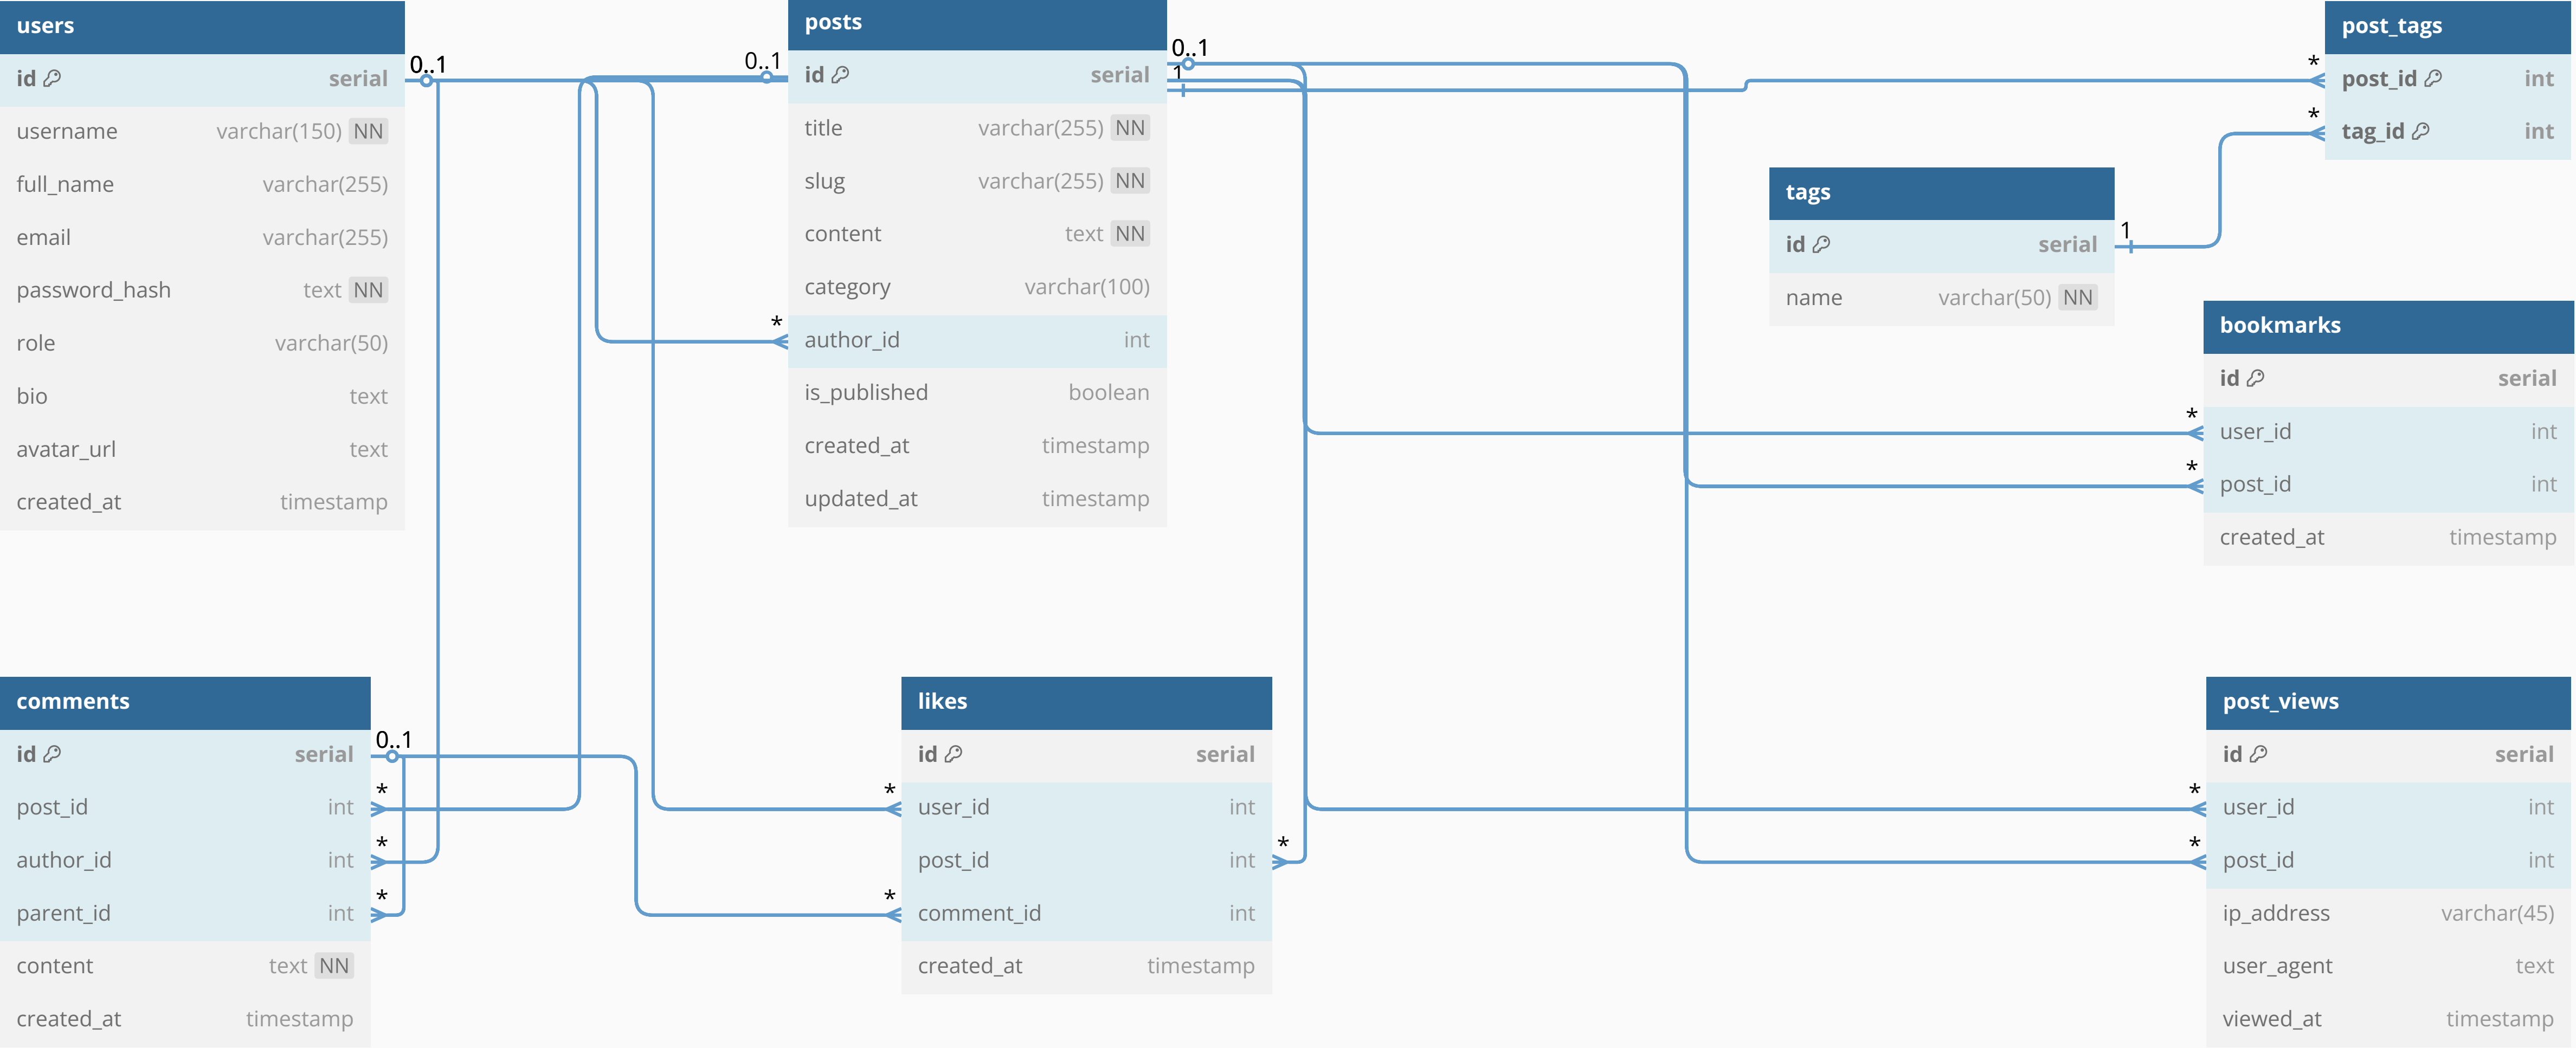 users
id serial
username varchar(150) NN
full_name varchar(255)
email varchar(255)
password_hash text NN
role varchar(50)
bio text
avatar_url text
created_at timestamp
0..1
0..1
posts
id serial
title varchar(255) NN
slug varchar(255) NN
content text NN
category varchar(100)
* author_id int
is_published boolean
created_at timestamp
updated_at timestamp
0..1
1
post_tags
* post_id int
* tag_id int
tags
id serial
name varchar(50) NN
1
bookmarks
id serial
* user_id int
* post_id int
created_at timestamp
comments
id serial
0..1
post_id int *
author_id int *
parent_id int *
content text NN
created_at timestamp
likes
id serial
* user_id int
post_id int *
* comment_id int
created_at timestamp
post_views
id serial
* user_id int
* post_id int
ip_address varchar(45)
user_agent text
viewed_at timestamp